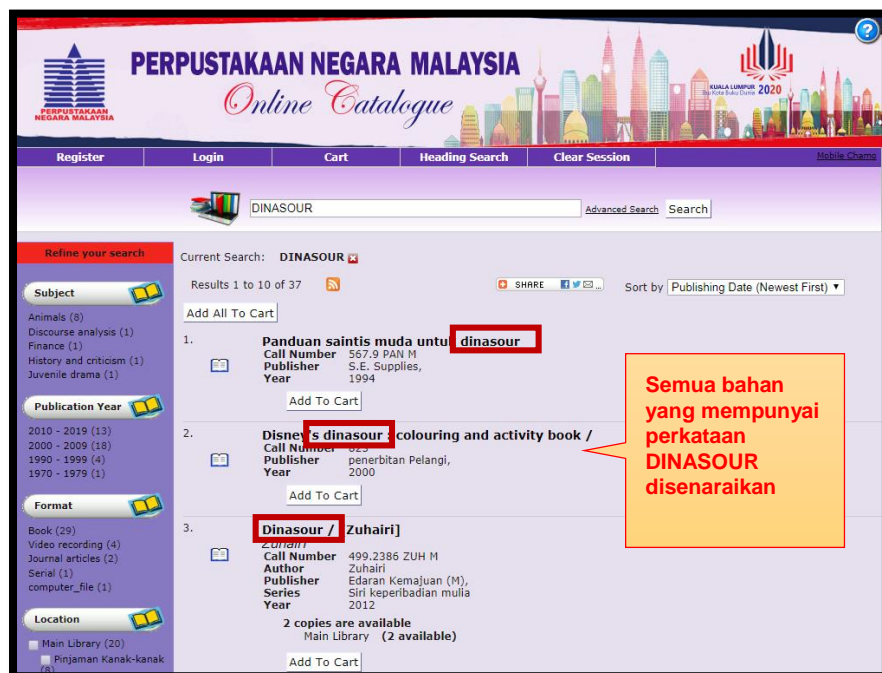 PERPUSTAKAAN NEGARA MALAYSIA
Online Catalogue
PERPUSTAKAAN
NEGARA MALAYSIA
KUALA LUMPUR 2020
Ibu Kota Buku Dunia
?
Register Login Cart Heading Search Clear Session Mobile Chamo
DINASOUR Advanced Search Search
Refine your search
Subject
Animals (8)
Discourse analysis (1)
Finance (1)
History and criticism (1)
Juvenile drama (1)
Publication Year
2010 - 2019 (13)
2000 - 2009 (18)
1990 - 1999 (4)
1970 - 1979 (1)
Format
Book (29)
Video recording (4)
Journal articles (2)
Serial (1)
computer_file (1)
Location
Main Library (20)
Pinjaman Kanak-kanak
(8)
Current Search: DINASOUR
Results 1 to 10 of 37 SHARE ... Sort by Publishing Date (Newest First)
Add All To Cart
1. Panduan saintis muda untuk dinasour
Call Number 567.9 PAN M
Publisher S.E. Supplies,
Year 1994
Add To Cart
2. Disney's dinasour : colouring and activity book /
Call Number 823
Publisher penerbitan Pelangi,
Year 2000
Add To Cart
3. Dinasour / Zuhairi]
Zuhairi
Call Number 499.2386 ZUH M
Author Zuhairi
Publisher Edaran Kemajuan (M),
Series Siri keperibadian mulia
Year 2012
2 copies are available
Main Library (2 available)
Add To Cart
Semua bahan
yang mempunyai
perkataan
DINASOUR
disenaraikan